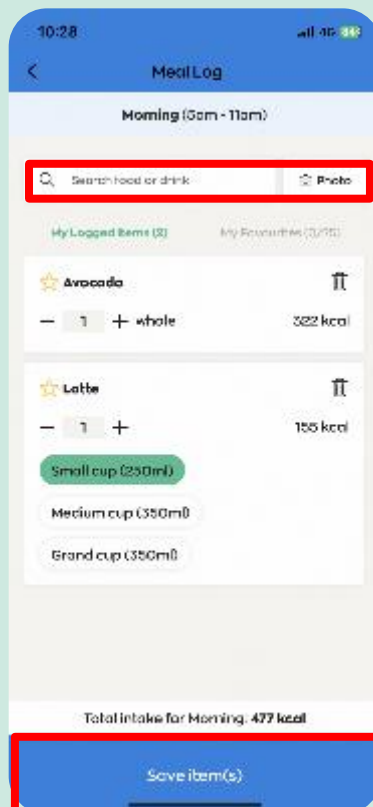 10:28
4G
Meal Log
Morning (5am - 11am)
Search food or drink
Photo
My Logged Items (2) My Favourites
Avocado
1 whole 322 kcal
Latte
1 155 kcal
Small cup (250ml)
Medium cup (350ml)
Grand cup (350ml)
Total intake for Morning: 477 kcal
Save item(s)